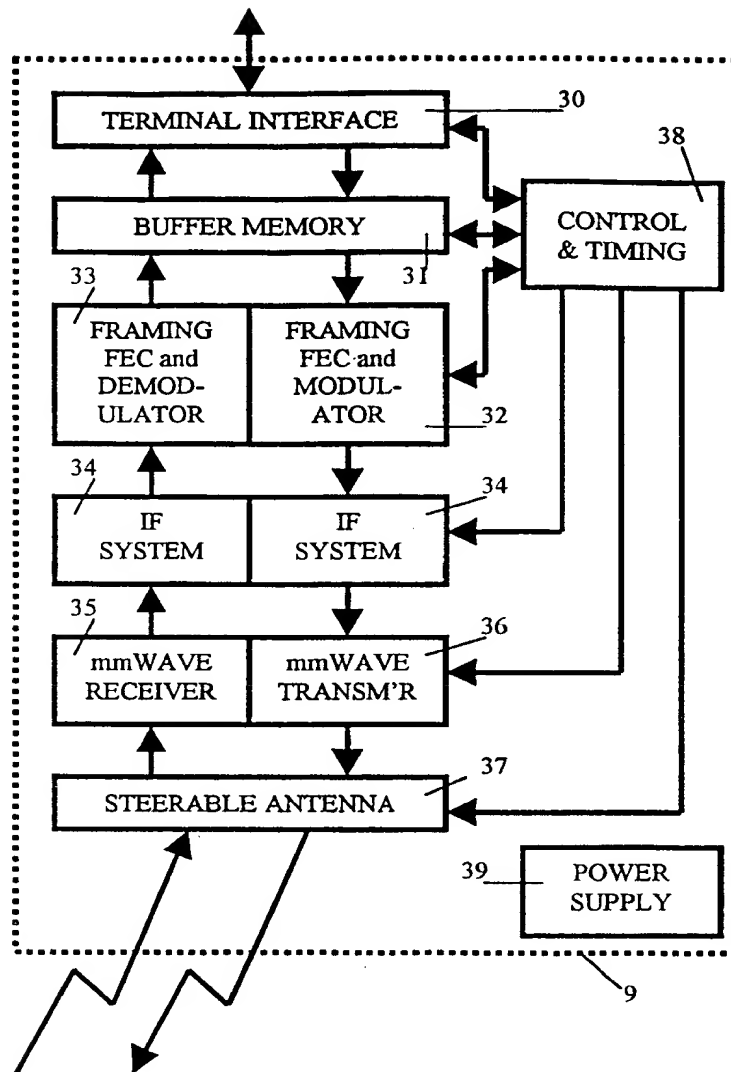 30
TERMINAL INTERFACE
38
BUFFER MEMORY
CONTROL
& TIMING
31
33
FRAMING
FEC and
DEMOD-
ULATOR
FRAMING
FEC and
MODUL-
ATOR
32
34
34
IF
SYSTEM
IF
SYSTEM
35
36
mmWAVE
RECEIVER
mmWAVE
TRANSM'R
37
STEERABLE ANTENNA
39
POWER
SUPPLY
9